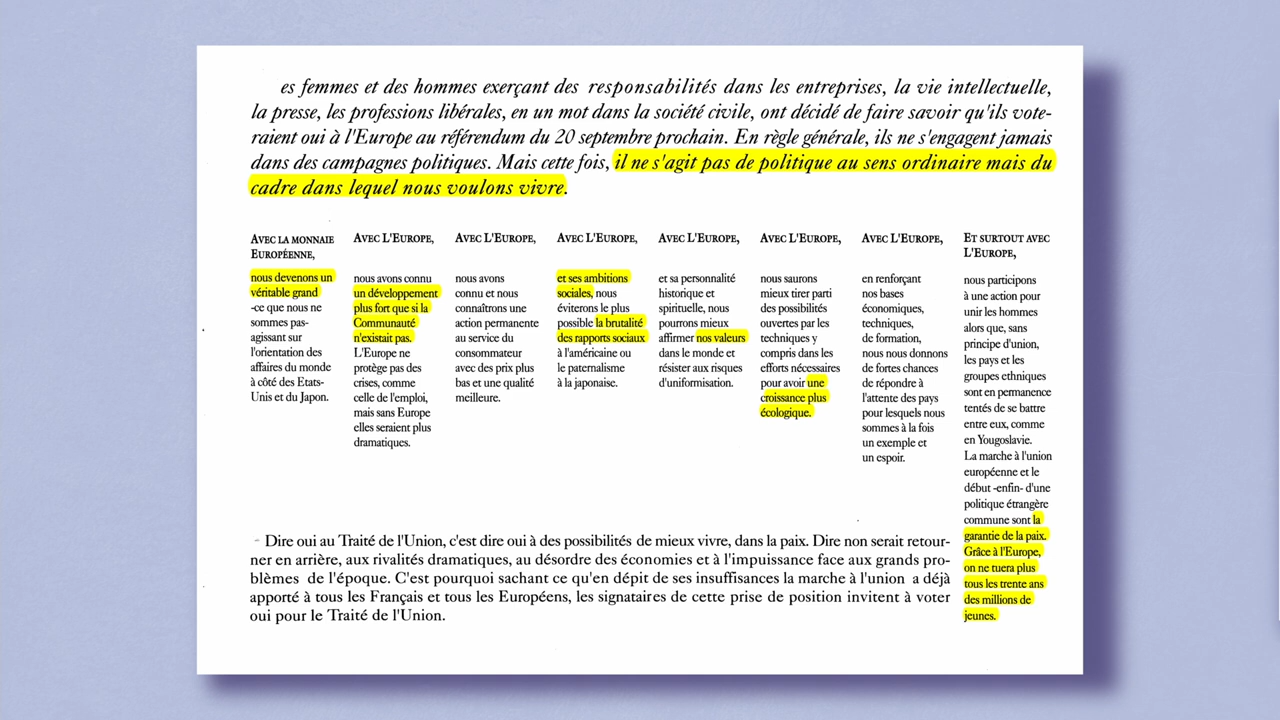 es femmes et des hommes exerçant des responsabilités dans les entreprises, la vie intellectuelle,
la presse, les professions libérales, en un mot dans la société civile, ont décidé de faire savoir qu'ils vote-
raient oui à l'Europe au référendum du 20 septembre prochain. En règle générale, ils ne s'engagent jamais
dans des campagnes politiques. Mais cette fois, il ne s'agit pas de politique au sens ordinaire mais du
cadre dans lequel nous voulons vivre.
AVEC LA MONNAIE
EUROPÉENNE,
nous devenons un
véritable grand
-ce que nous ne
sommes pas-
agissant sur
l'orientation des
affaires du monde
à côté des Etats-
Unis et du Japon.
AVEC L'EUROPE,
nous avons connu
un développement
plus fort que si la
Communauté
n'existait pas.
L'Europe ne
protège pas des
crises, comme
celle de l'emploi,
mais sans Europe
elles seraient plus
dramatiques.
AVEC L'EUROPE,
nous avons
connu et nous
connaîtrons une
action permanente
au service du
consommateur
avec des prix plus
bas et une qualité
meilleure.
AVEC L'EUROPE,
et ses ambitions
sociales, nous
éviterons le plus
possible la brutalité
des rapports sociaux
à l'américaine ou
le paternalisme
à la japonaise.
AVEC L'EUROPE,
et sa personnalité
historique et
spirituelle, nous
pourrons mieux
affirmer nos valeurs
dans le monde et
résister aux risques
d'uniformisation.
AVEC L'EUROPE,
nous saurons
mieux tirer parti
des possibilités
ouvertes par les
techniques y
compris dans les
efforts nécessaires
pour avoir une
croissance plus
écologique.
AVEC L'EUROPE,
en renforçant
nos bases
économiques,
techniques,
de formation,
nous nous donnons
de fortes chances
de répondre à
l'attente des pays
pour lesquels nous
sommes à la fois
un exemple et
un espoir.
ET SURTOUT AVEC
L'EUROPE,
nous participons
à une action pour
unir les hommes
alors que, sans
principe d'union,
les pays et les
groupes ethniques
sont en permanence
tentés de se battre
entre eux, comme
en Yougoslavie.
La marche à l'union
européenne et le
début -enfin- d'une
politique étrangère
commune sont la
garantie de la paix.
Grâce à l'Europe,
on ne tuera plus
tous les trente ans
des millions de
jeunes.
Dire oui au Traité de l'Union, c'est dire oui à des possibilités de mieux vivre, dans la paix. Dire non serait retour-
ner en arrière, aux rivalités dramatiques, au désordre des économies et à l'impuissance face aux grands pro-
blèmes de l'époque. C'est pourquoi sachant ce qu'en dépit de ses insuffisances la marche à l'union a déjà
apporté à tous les Français et tous les Européens, les signataires de cette prise de position invitent à voter
oui pour le Traité de l'Union.